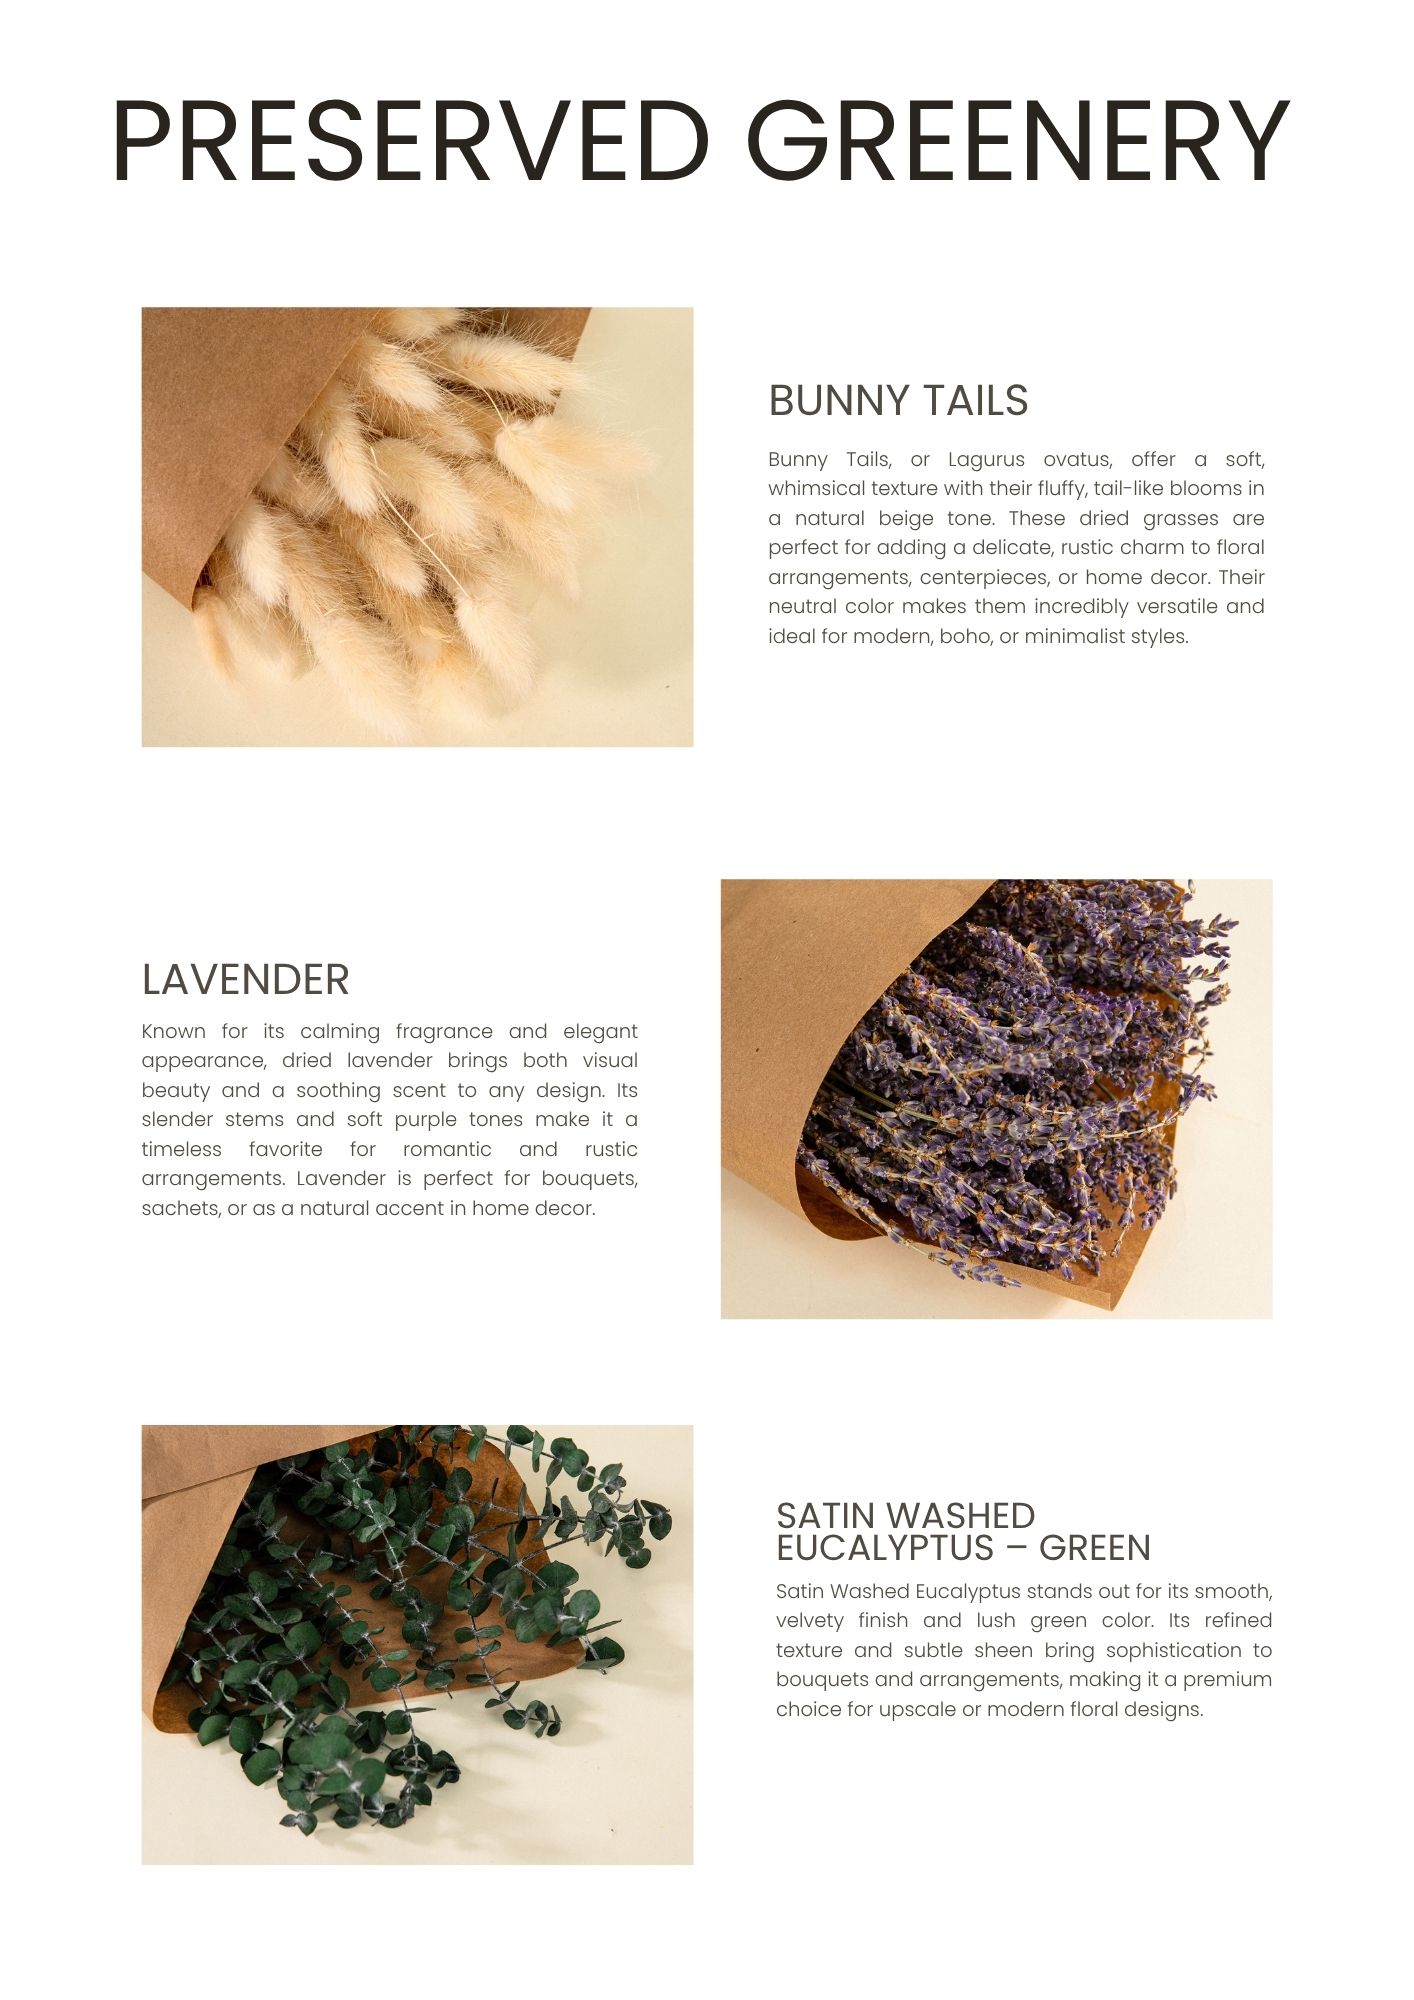 PRESERVED GREENERY
BUNNY TAILS
Bunny Tails, or Lagurus ovatus, offer a soft,
whimsical texture with their fluffy, tail-like blooms in
a natural beige tone. These dried grasses are
perfect for adding a delicate, rustic charm to floral
arrangements, centerpieces, or home decor. Their
neutral color makes them incredibly versatile and
ideal for modern, boho, or minimalist styles.
LAVENDER
Known for its calming fragrance and elegant
appearance, dried lavender brings both visual
beauty and a soothing scent to any design. Its
slender stems and soft purple tones make it a
timeless favorite for romantic and rustic
arrangements. Lavender is perfect for bouquets,
sachets, or as a natural accent in home decor.
SATIN WASHED
EUCALYPTUS – GREEN
Satin Washed Eucalyptus stands out for its smooth,
velvety finish and lush green color. Its refined
texture and subtle sheen bring sophistication to
bouquets and arrangements, making it a premium
choice for upscale or modern floral designs.